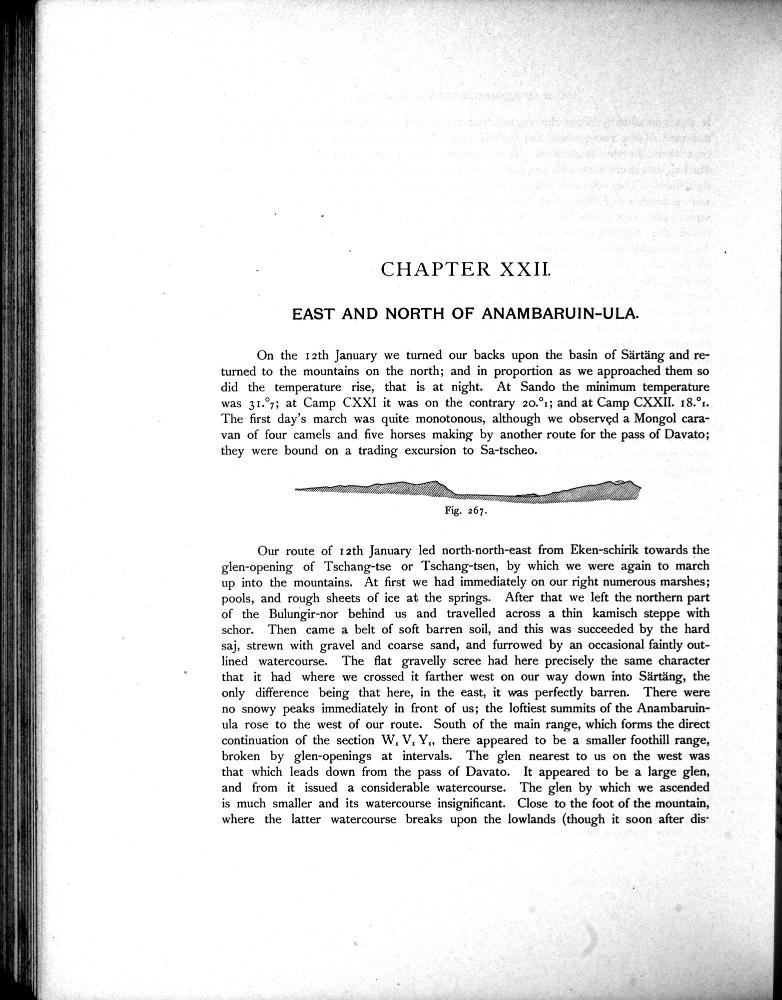 CHAPTER XXII.
EAST AND NORTH OF ANAMBARUIN-ULA.
On the 12th January we turned our backs upon the basin of Särtäng and re-
turned to the mountains on the north; and in proportion as we approached them so
did the temperature rise, that is at night. At Sando the minimum temperature
was 31.°7; at Camp CXXI it was on the contrary 20.°1; and at Camp CXXII. 18.°1.
The first day's march was quite monotonous, although we observed a Mongol cara-
van of four camels and five horses making by another route for the pass of Davato;
they were bound on a trading excursion to Sa-tscheo.
Fig. 267.
Our route of 12th January led north-north-east from Eken-schirik towards the
glen-opening of Tschang-tse or Tschang-tsen, by which we were again to march
up into the mountains. At first we had immediately on our right numerous marshes;
pools, and rough sheets of ice at the springs. After that we left the northern part
of the Bulungir-nor behind us and travelled across a thin kamisch steppe with
schor. Then came a belt of soft barren soil, and this was succeeded by the hard
saj, strewn with gravel and coarse sand, and furrowed by an occasional faintly out-
lined watercourse. The flat gravelly scree had here precisely the same character
that it had where we crossed it farther west on our way down into Särtäng, the
only difference being that here, in the east, it was perfectly barren. There were
no snowy peaks immediately in front of us; the loftiest summits of the Anambaruin-
ula rose to the west of our route. South of the main range, which forms the direct
continuation of the section W, V, Y,, there appeared to be a smaller foothill range,
broken by glen-openings at intervals. The glen nearest to us on the west was
that which leads down from the pass of Davato. It appeared to be a large glen,
and from it issued a considerable watercourse. The glen by which we ascended
is much smaller and its watercourse insignificant. Close to the foot of the mountain,
where the latter watercourse breaks upon the lowlands (though it soon after dis-